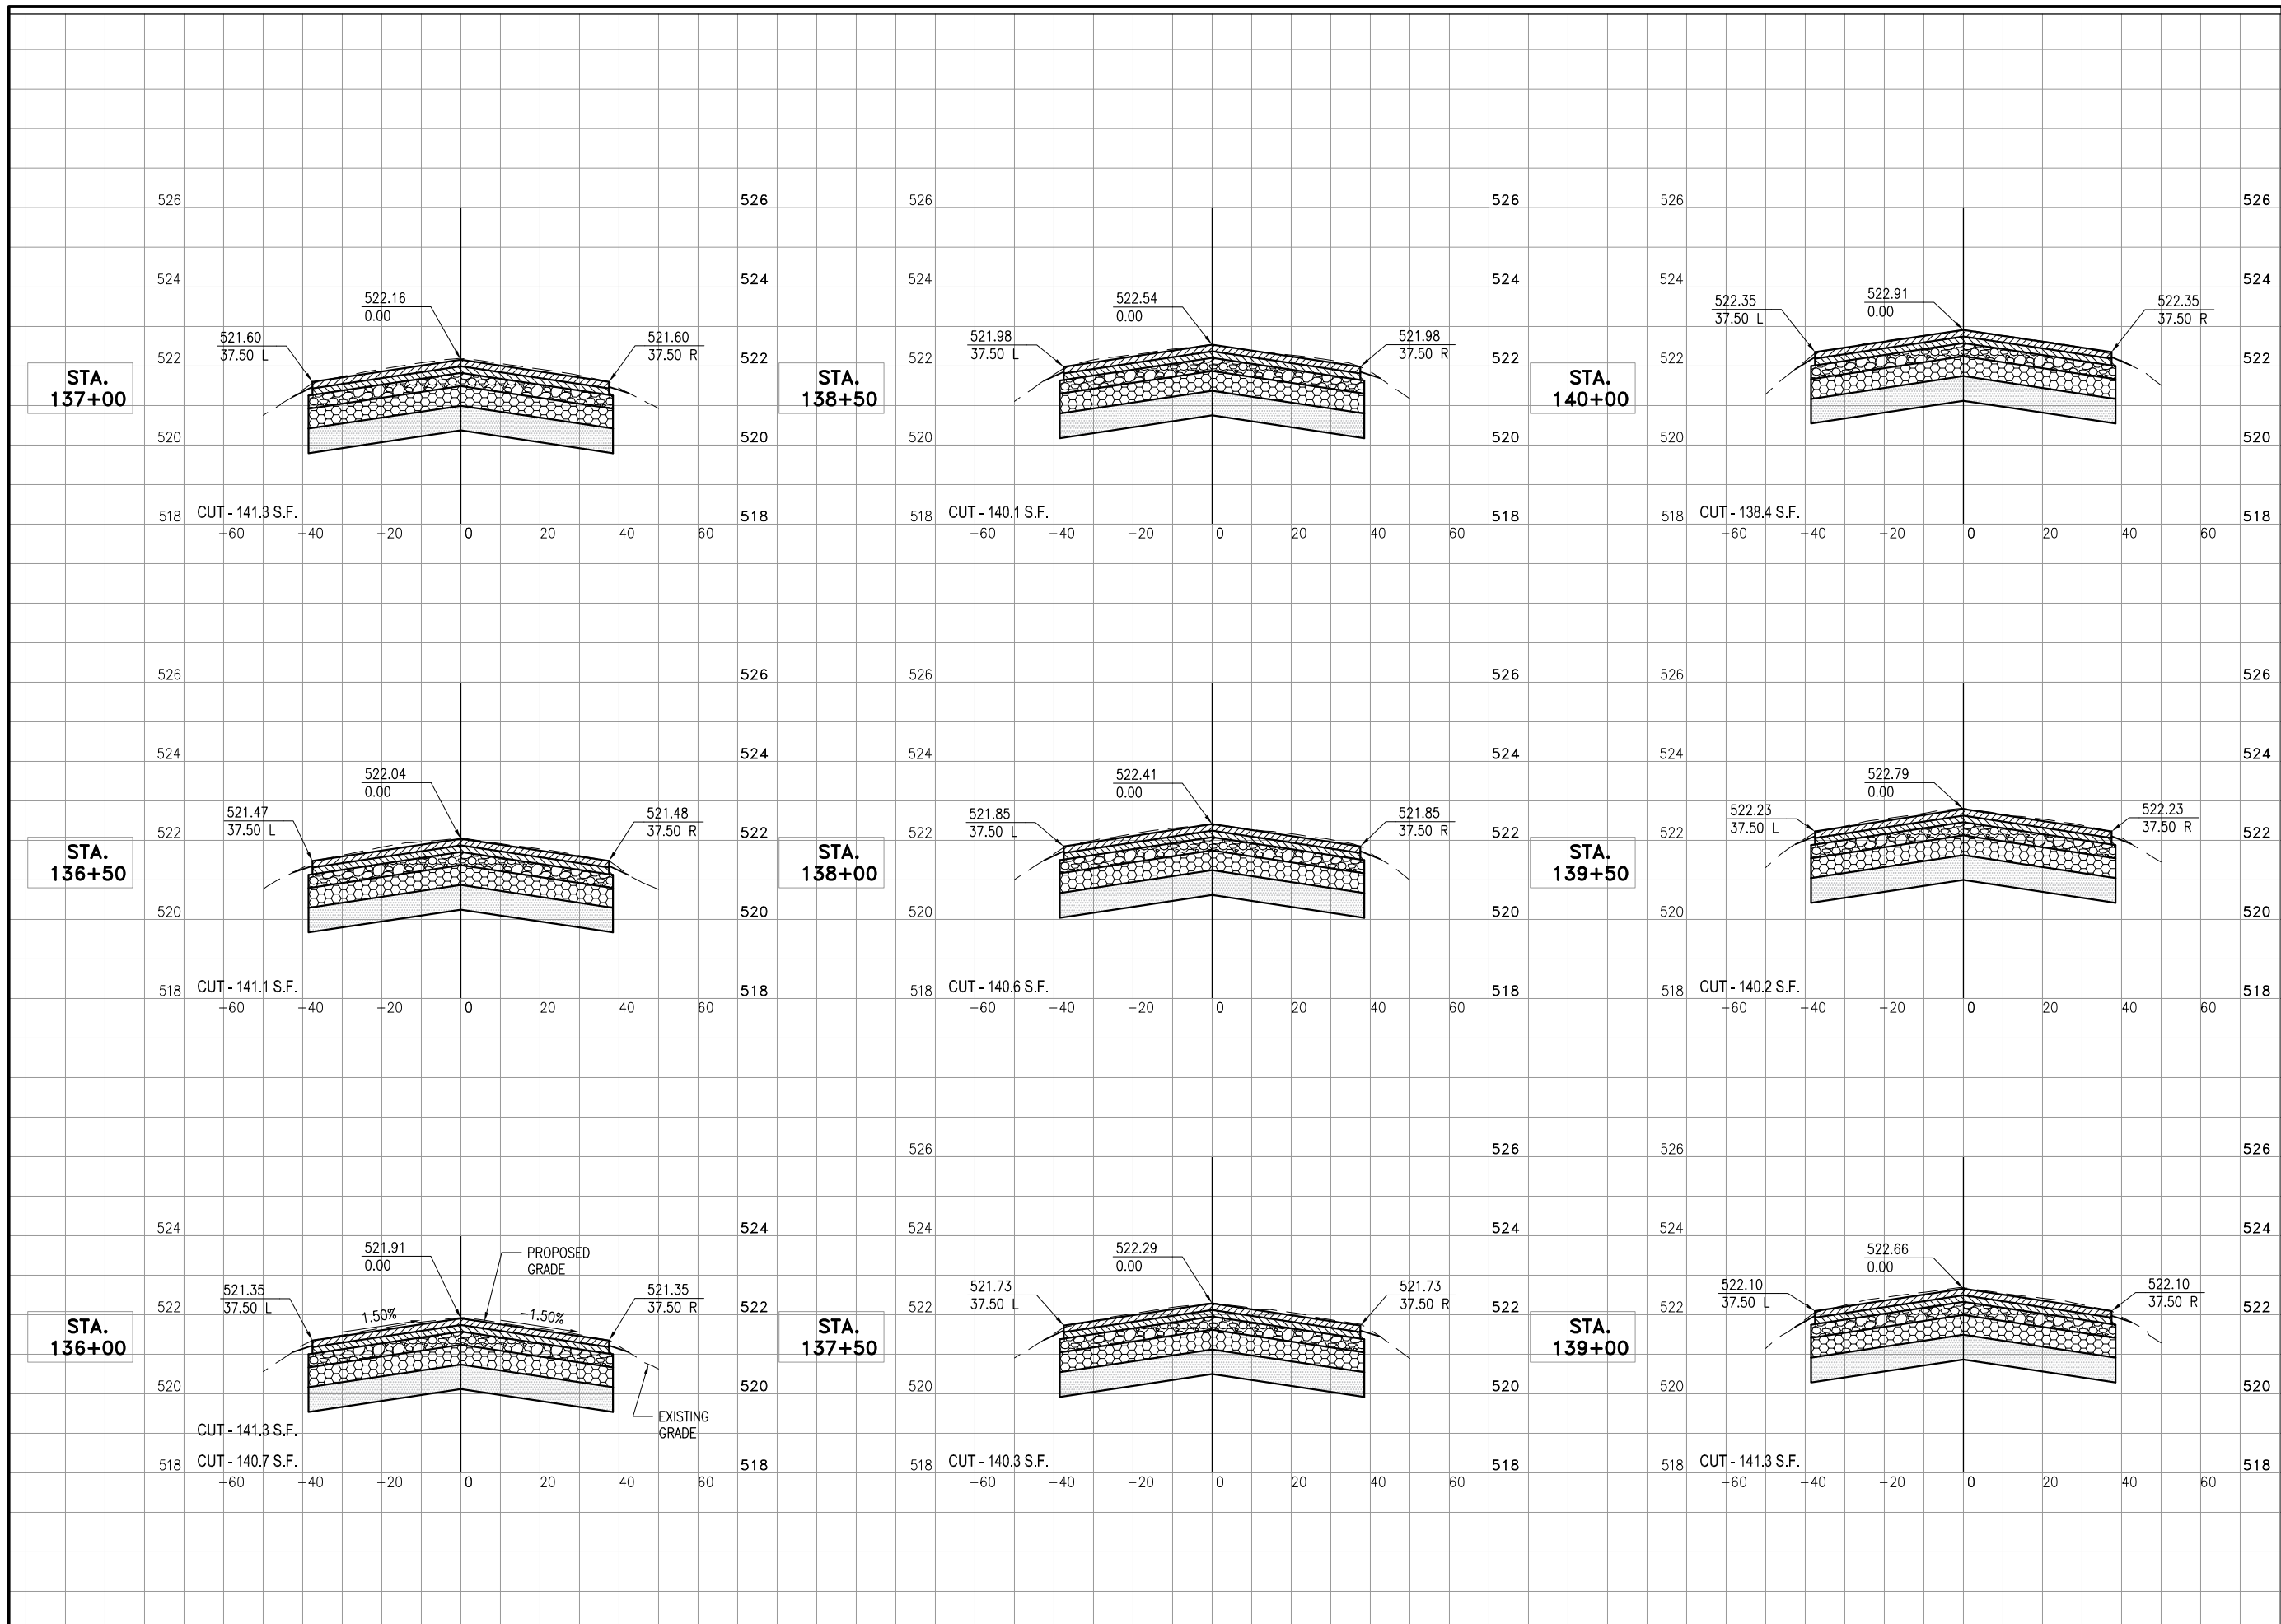 526 526
524 524
522.16
0.00
521.60
37.50 L
521.60
37.50 R
522 522
STA.
137+00
520 520
518 CUT - 141.3 S.F. 518
-60 -40 -20 0 20 40 60
526 526
524 524
522.54
0.00
521.98
37.50 L
521.98
37.50 R
522 522
STA.
138+50
520 520
518 CUT - 140.1 S.F. 518
-60 -40 -20 0 20 40 60
526 526
524 524
522.91
0.00
522.35
37.50 L
522.35
37.50 R
522 522
STA.
140+00
520 520
518 CUT - 138.4 S.F. 518
-60 -40 -20 0 20 40 60
526 526
524 524
522.04
0.00
521.47
37.50 L
521.48
37.50 R
522 522
STA.
136+50
520 520
518 CUT - 141.1 S.F. 518
-60 -40 -20 0 20 40 60
526 526
524 524
522.41
0.00
521.85
37.50 L
521.85
37.50 R
522 522
STA.
138+00
520 520
518 CUT - 140.6 S.F. 518
-60 -40 -20 0 20 40 60
526 526
524 524
522.79
0.00
522.23
37.50 L
522.23
37.50 R
522 522
STA.
139+50
520 520
518 CUT - 140.2 S.F. 518
-60 -40 -20 0 20 40 60
524 524
521.91
0.00
PROPOSED
GRADE
521.35
37.50 L
1.50% -1.50%
521.35
37.50 R
522 522
STA.
136+00
520 520
EXISTING
GRADE
CUT - 141.3 S.F.
518 CUT - 140.7 S.F. 518
-60 -40 -20 0 20 40 60
526 526
524 524
522.29
0.00
521.73
37.50 L
521.73
37.50 R
522 522
STA.
137+50
520 520
518 CUT - 140.3 S.F. 518
-60 -40 -20 0 20 40 60
526 526
524 524
522.66
0.00
522.10
37.50 L
522.10
37.50 R
522 522
STA.
139+00
520 520
518 CUT - 141.3 S.F. 518
-60 -40 -20 0 20 40 60